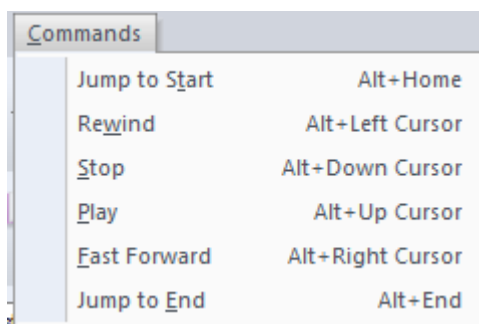 Commands
Jump to Start Alt+Home
Rewind Alt+Left Cursor
Stop Alt+Down Cursor
Play Alt+Up Cursor
Fast Forward Alt+Right Cursor
Jump to End Alt+End